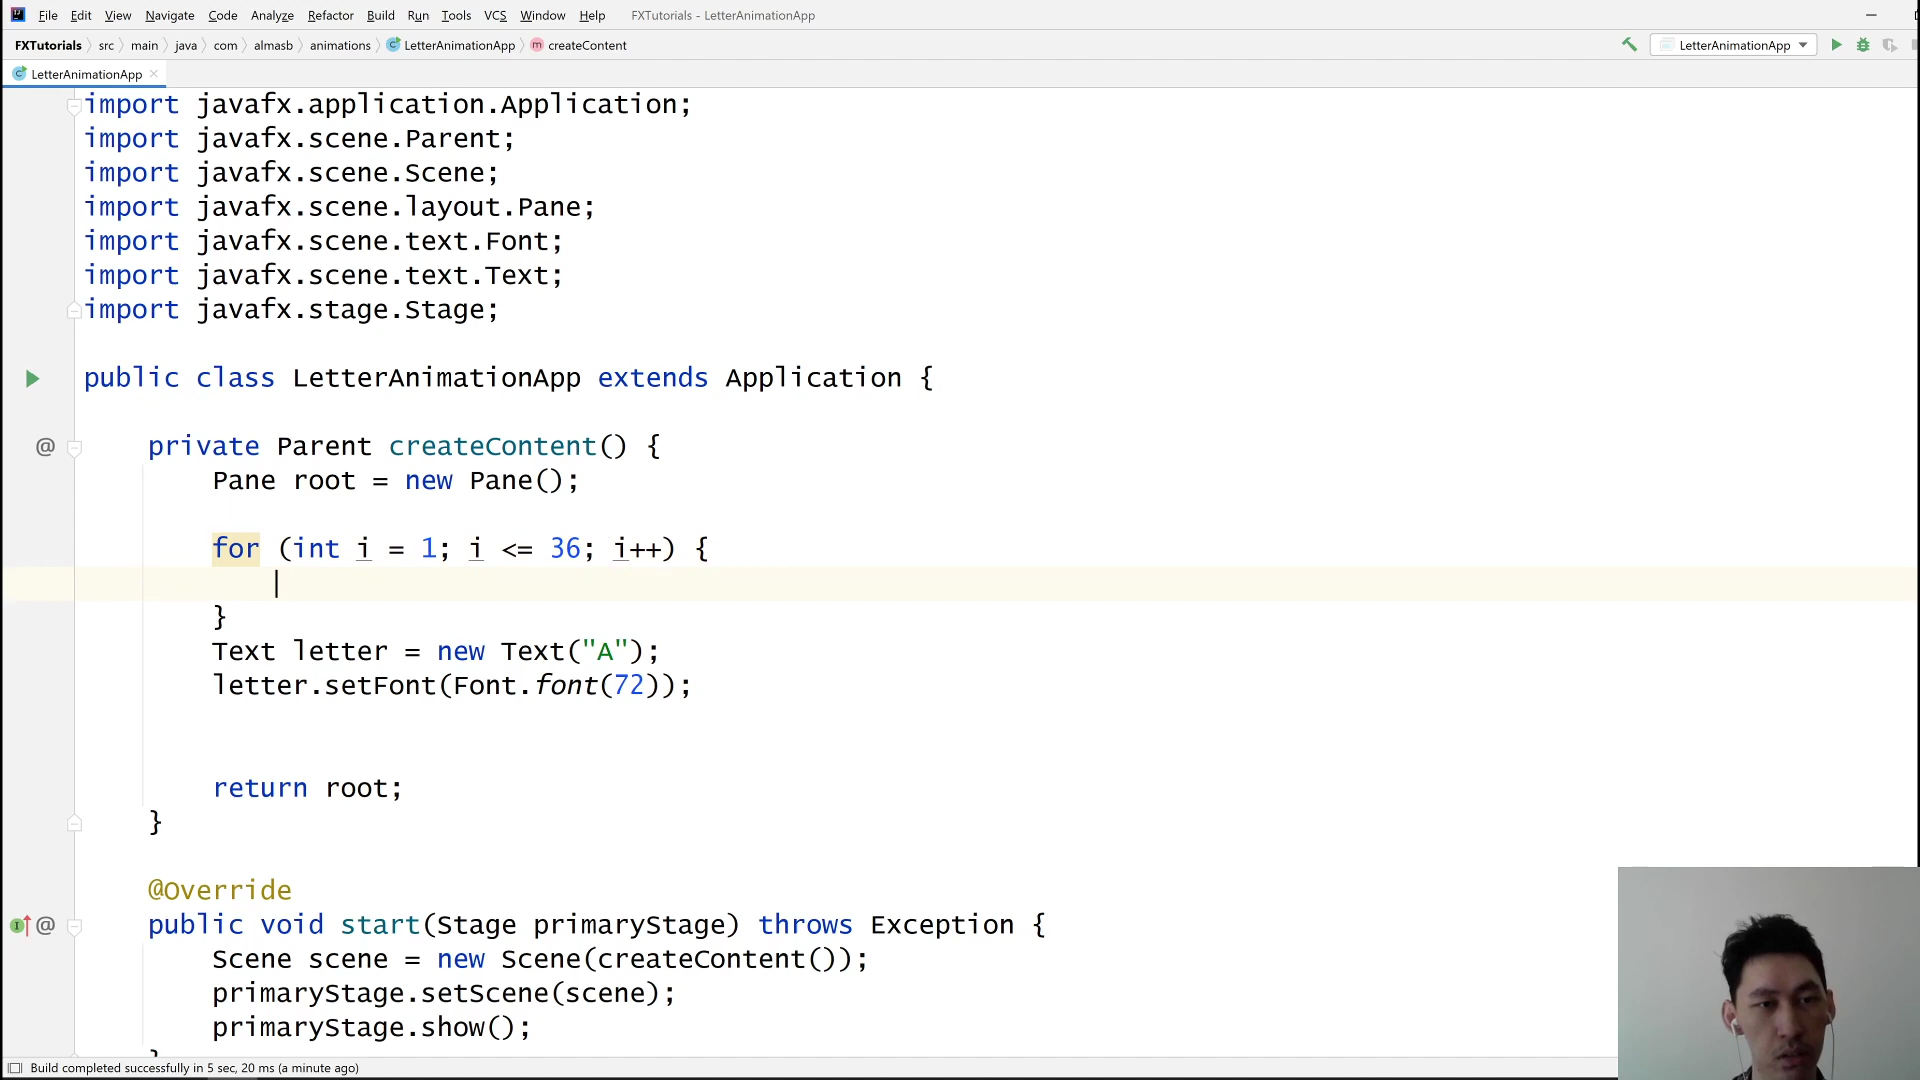 File Edit View Navigate Code Analyze Refactor Build Run Tools VCS Window Help FXTutorials - LetterAnimationApp
FXTutorials src main java com almasb animations LetterAnimationApp createContent LetterAnimationApp
LetterAnimationApp
import javafx.application.Application;
import javafx.scene.Parent;
import javafx.scene.Scene;
import javafx.scene.layout.Pane;
import javafx.scene.text.Font;
import javafx.scene.text.Text;
import javafx.stage.Stage;
public class LetterAnimationApp extends Application {
private Parent createContent() {
Pane root = new Pane();
for (int i = 1; i <= 36; i++) {
}
Text letter = new Text("A");
letter.setFont(Font.font(72));
return root;
}
@Override
public void start(Stage primaryStage) throws Exception {
Scene scene = new Scene(createContent());
primaryStage.setScene(scene);
primaryStage.show();
}
Build completed successfully in 5 sec, 20 ms (a minute ago)